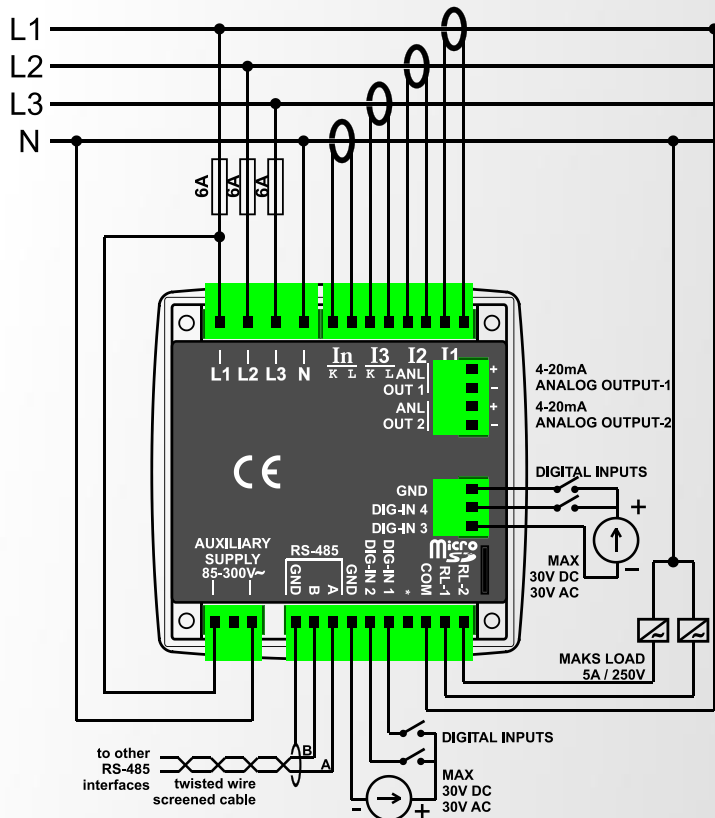 L1
L2
L3
N
6A 6A 6A
In I3 I2 I1
L1 L2 L3 N K L K L
ANL
OUT 1
ANL
OUT 2
+
−
+
−
4-20mA
ANALOG OUTPUT-1
4-20mA
ANALOG OUTPUT-2
CE
GND
DIG-IN 4
DIG-IN 3
DIGITAL INPUTS
+
−
MAX
30V DC
30V AC
Micro
SD
AUXILIARY
SUPPLY
85-300V~
RS-485
GND
B
A
GND
DIG-IN 2
DIG-IN 1
*
COM
RL-1
RL-2
MAKS LOAD
5A / 250V
~ ~
to other
RS-485
interfaces
twisted wire
screened cable
B
A
DIGITAL INPUTS
MAX
30V DC
30V AC
− +